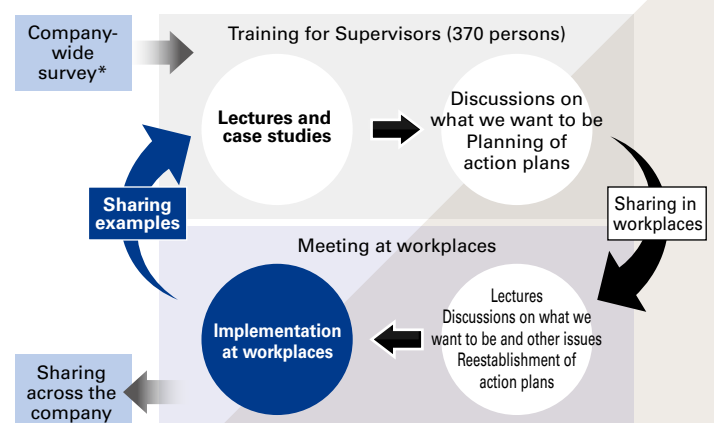 Company-
wide
survey*
Training for Supervisors (370 persons)
Lectures and
case studies
Discussions on
what we want to be
Planning of
action plans
Sharing
examples
Sharing in
workplaces
Meeting at workplaces
Implementation
at workplaces
Lectures
Discussions on what we
want to be and other issues
Reestablishment of
action plans
Sharing
across the
company